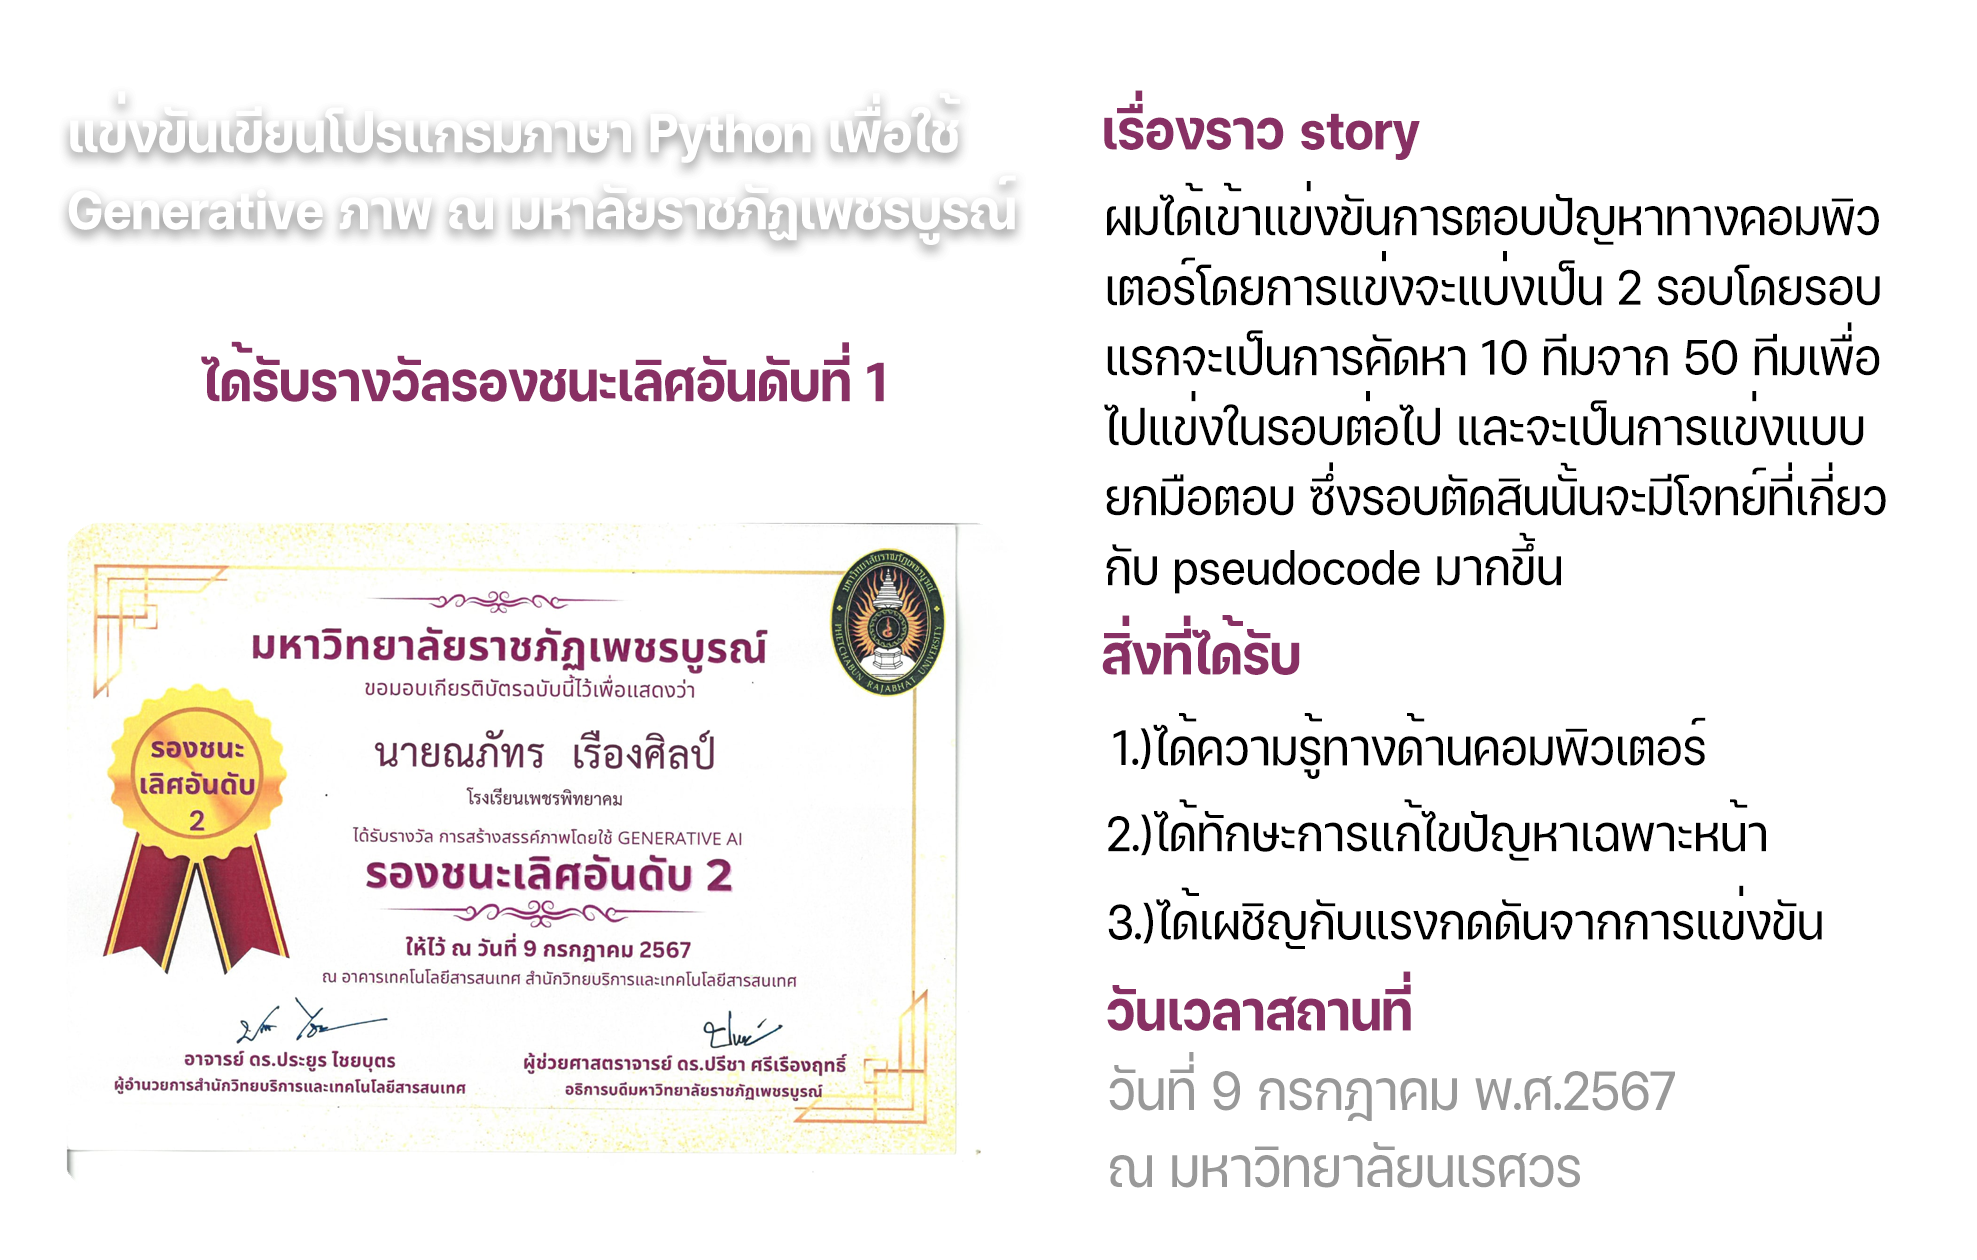 แข่งขันเขียนโปรแกรมภาษา Python เพื่อใช้
Generative ภาพ ณ มหาลัยราชภัฏเพชรบูรณ์
ได้รับรางวัลรองชนะเลิศอันดับที่ 1
มหาวิทยาลัยราชภัฏเพชรบูรณ์
PHETCHABUN RAJABHAT UNIVERSITY
มหาวิทยาลัยราชภัฏเพชรบูรณ์
ขอมอบเกียรติบัตรฉบับนี้ไว้เพื่อแสดงว่า
นายณภัทร เรืองศิลป์
โรงเรียนเพชรพิทยาคม
รองชนะ
เลิศอันดับ
2
ได้รับรางวัล การสร้างสรรค์ภาพโดยใช้ GENERATIVE AI
รองชนะเลิศอันดับ 2
ให้ไว้ ณ วันที่ 9 กรกฎาคม 2567
ณ อาคารเทคโนโลยีสารสนเทศ สำนักวิทยบริการและเทคโนโลยีสารสนเทศ
อาจารย์ ดร.ประยูร ไชยบุตร
ผู้อำนวยการสำนักวิทยบริการและเทคโนโลยีสารสนเทศ
ผู้ช่วยศาสตราจารย์ ดร.ปรีชา ศรีเรืองฤทธิ์
อธิการบดีมหาวิทยาลัยราชภัฏเพชรบูรณ์
เรื่องราว story
ผมได้เข้าแข่งขันการตอบปัญหาทางคอมพิว
เตอร์โดยการแข่งจะแบ่งเป็น 2 รอบโดยรอบ
แรกจะเป็นการคัดหา 10 ทีมจาก 50 ทีมเพื่อ
ไปแข่งในรอบต่อไป และจะเป็นการแข่งแบบ
ยกมือตอบ ซึ่งรอบตัดสินนั้นจะมีโจทย์ที่เกี่ยว
กับ pseudocode มากขึ้น
สิ่งที่ได้รับ
1.)ได้ความรู้ทางด้านคอมพิวเตอร์
2.)ได้ทักษะการแก้ไขปัญหาเฉพาะหน้า
3.)ได้เผชิญกับแรงกดดันจากการแข่งขัน
วันเวลาสถานที่
วันที่ 9 กรกฎาคม พ.ศ.2567
ณ มหาวิทยาลัยนเรศวร